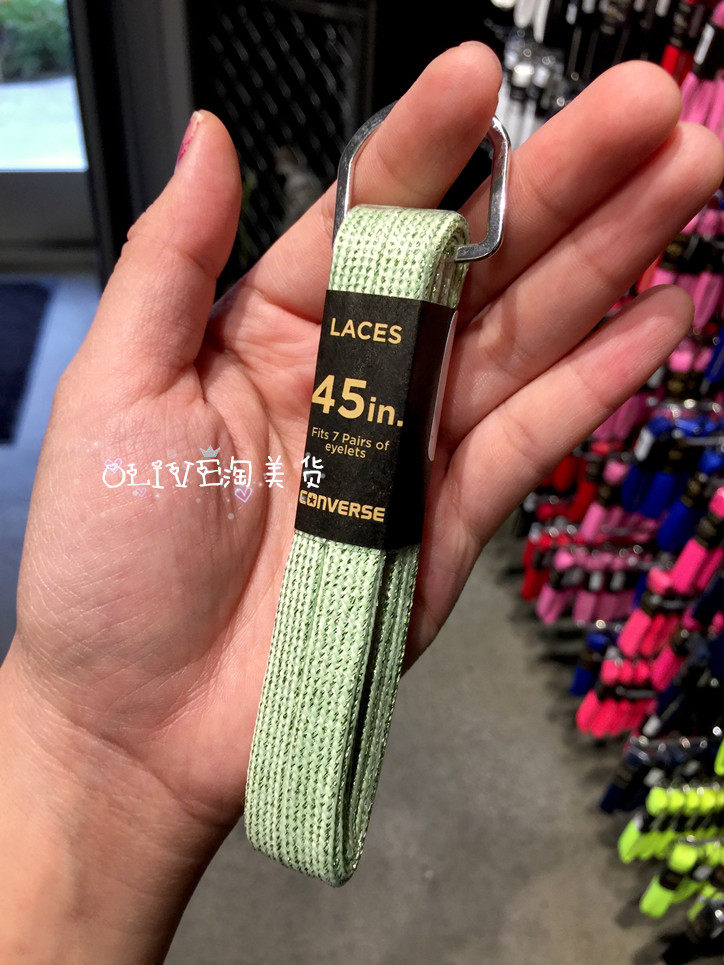 LACES
45in.
Fits 7 Pairs of
eyelets
CONVERSE
OLIVE淘美货